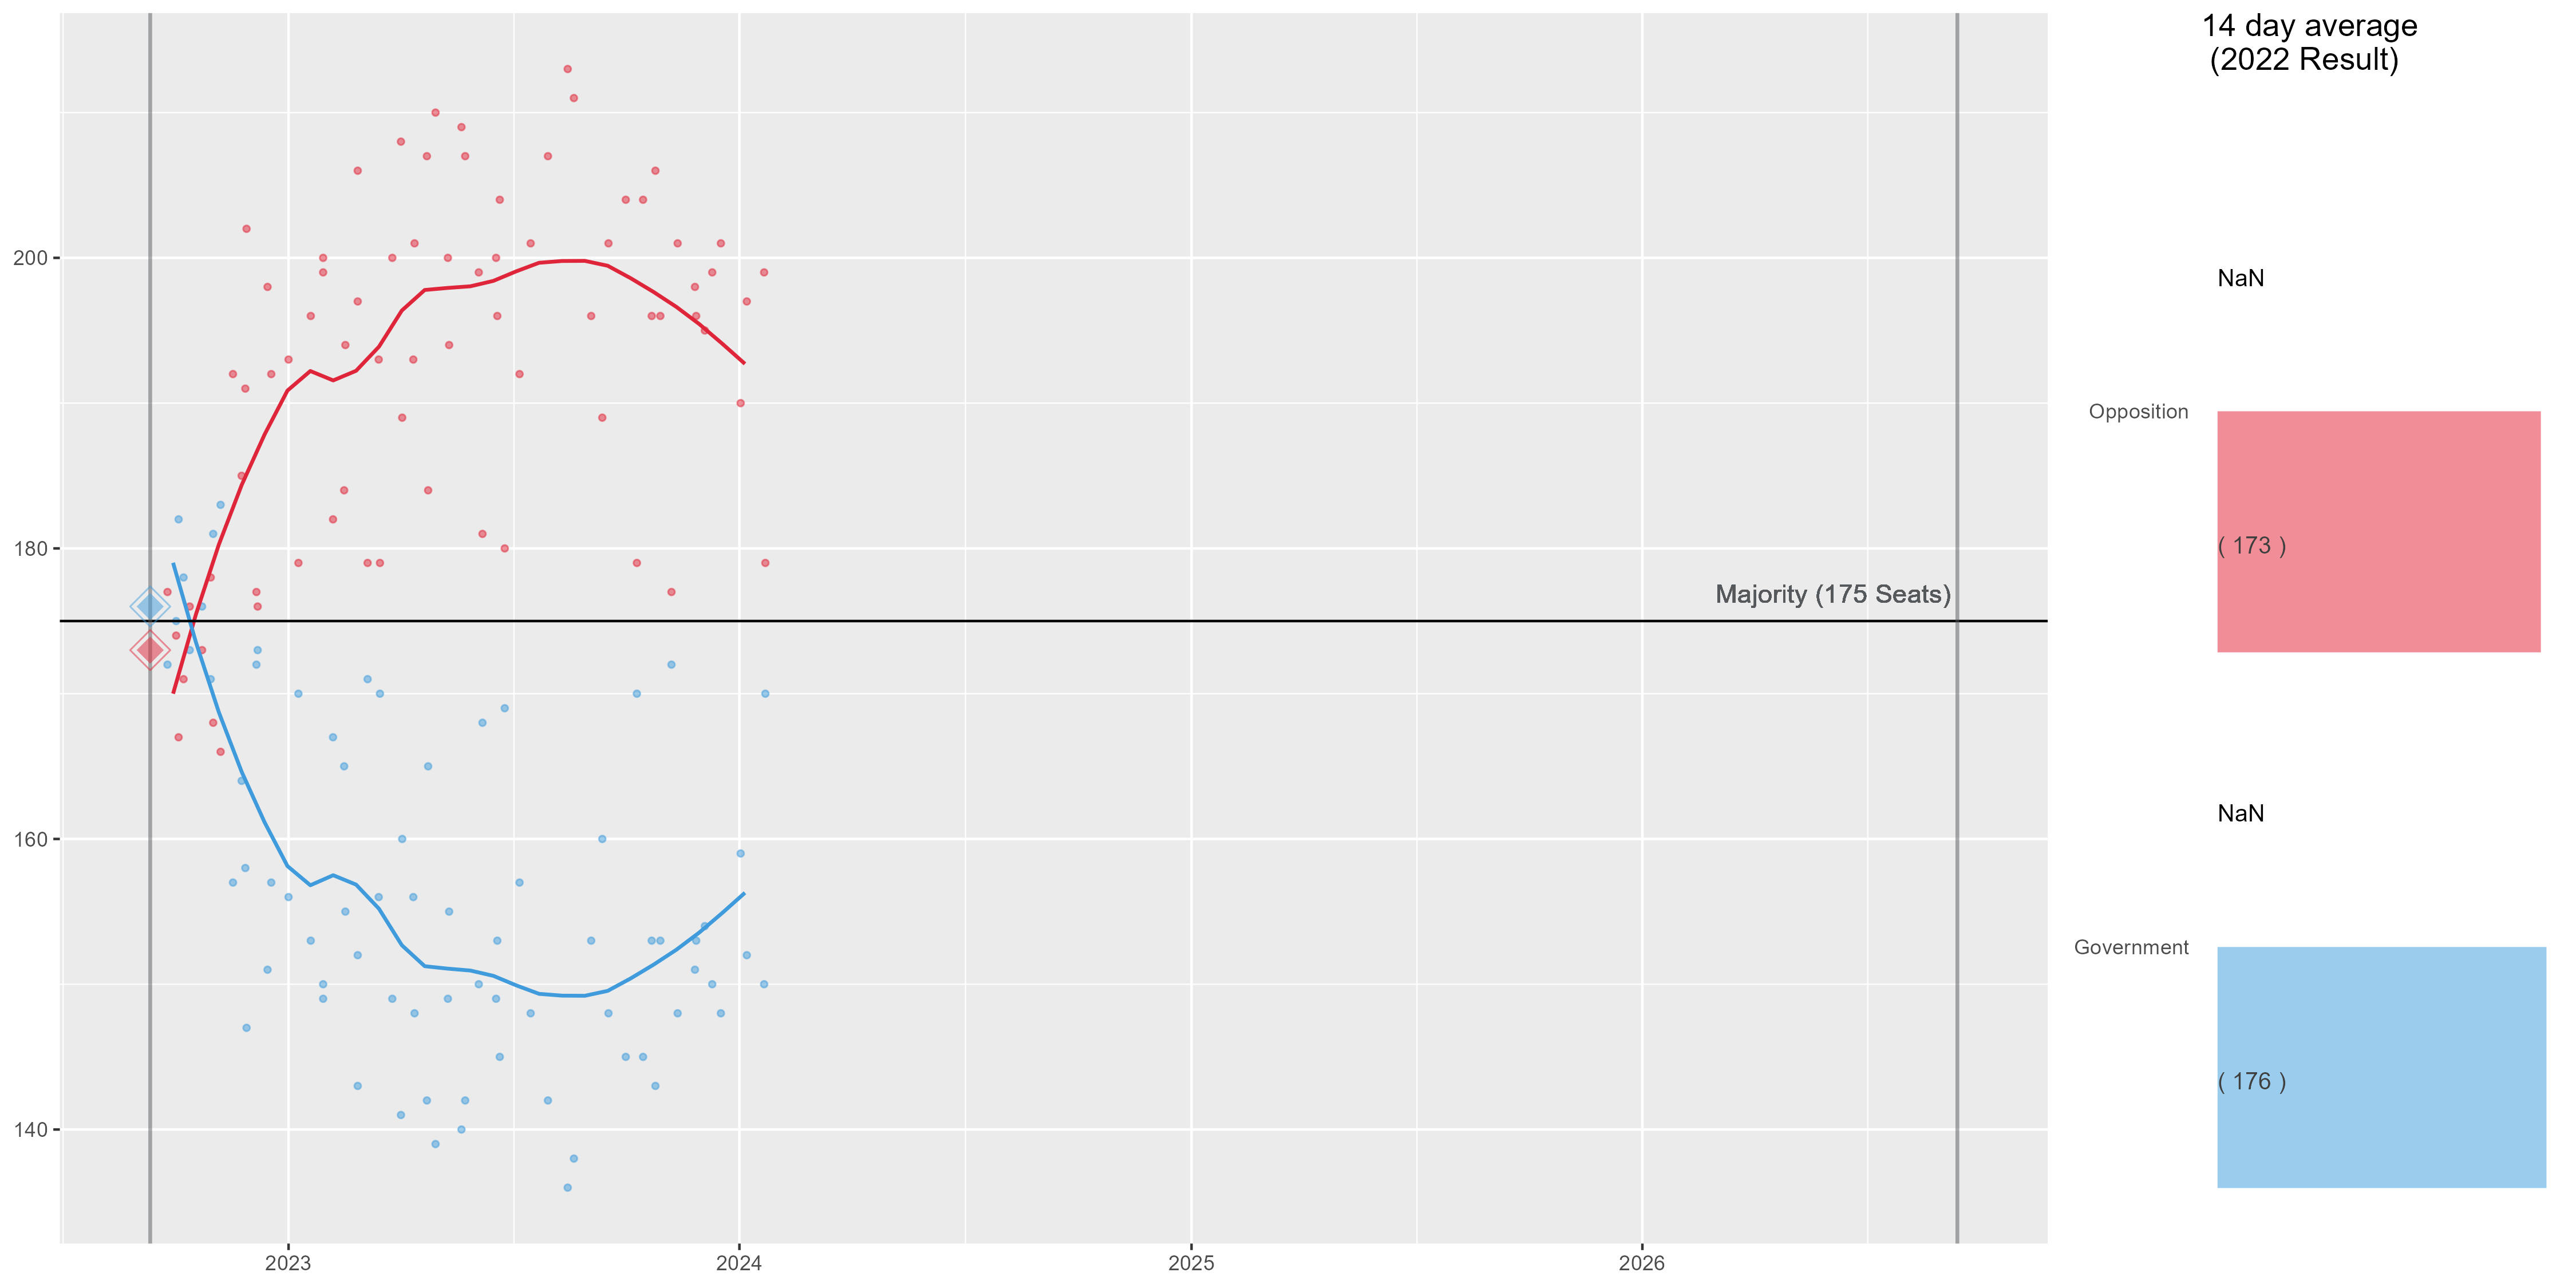 14 day average
(2022 Result)
200
180
160
140
Majority (175 Seats)
2023
2024
2025
2026
NaN
Opposition
( 173 )
NaN
Government
( 176 )